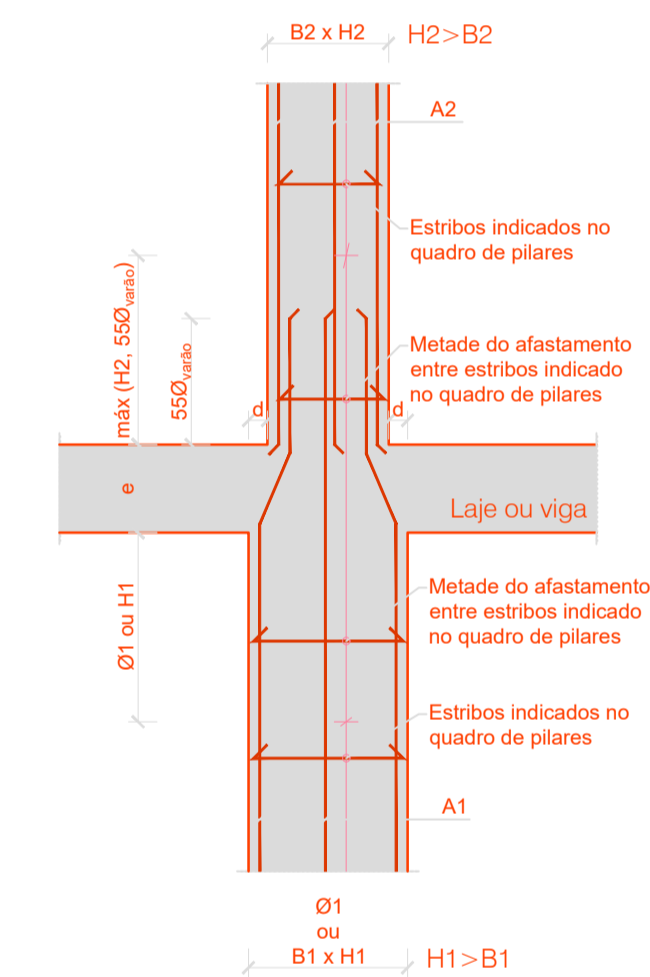 B2 x H2
H2>B2
A2
Estribos indicados no
quadro de pilares
máx (H2, 55Øvarão)
55Øvarão
Metade do afastamento
entre estribos indicado
no quadro de pilares
d
d
e
Laje ou viga
Ø1 ou H1
Metade do afastamento
entre estribos indicado
no quadro de pilares
Estribos indicados no
quadro de pilares
A1
Ø1
ou
B1 x H1
H1>B1